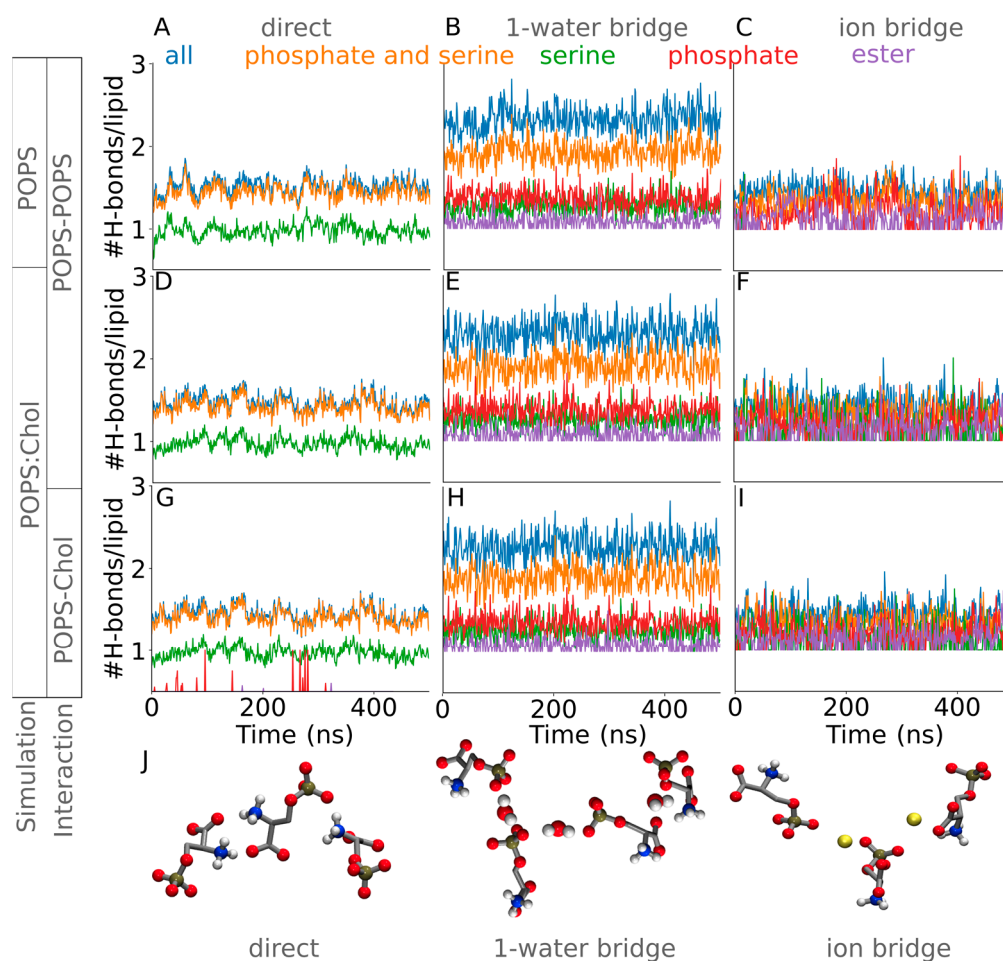 A direct B 1-water bridge C ion bridge
all phosphate and serine serine phosphate ester
POPS
POPS-POPS
#H-bonds/lipid
3
2
1
D E F
POPS:Chol
#H-bonds/lipid
3
2
1
G H I
POPS-Chol
#H-bonds/lipid
3
2
1
0 200 400 0 200 400 0 200 400
Time (ns) Time (ns) Time (ns)
Simulation
Interaction
J
direct 1-water bridge ion bridge